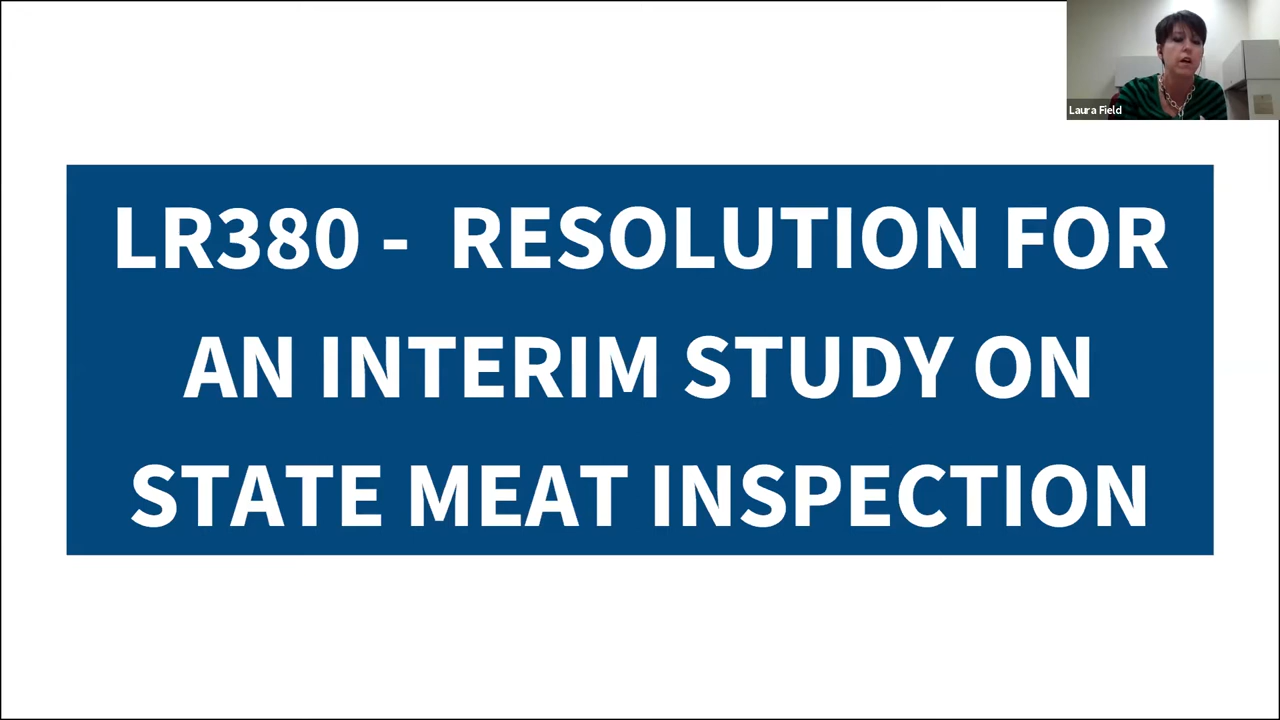 Laura Field
LR380 - RESOLUTION FOR
AN INTERIM STUDY ON
STATE MEAT INSPECTION